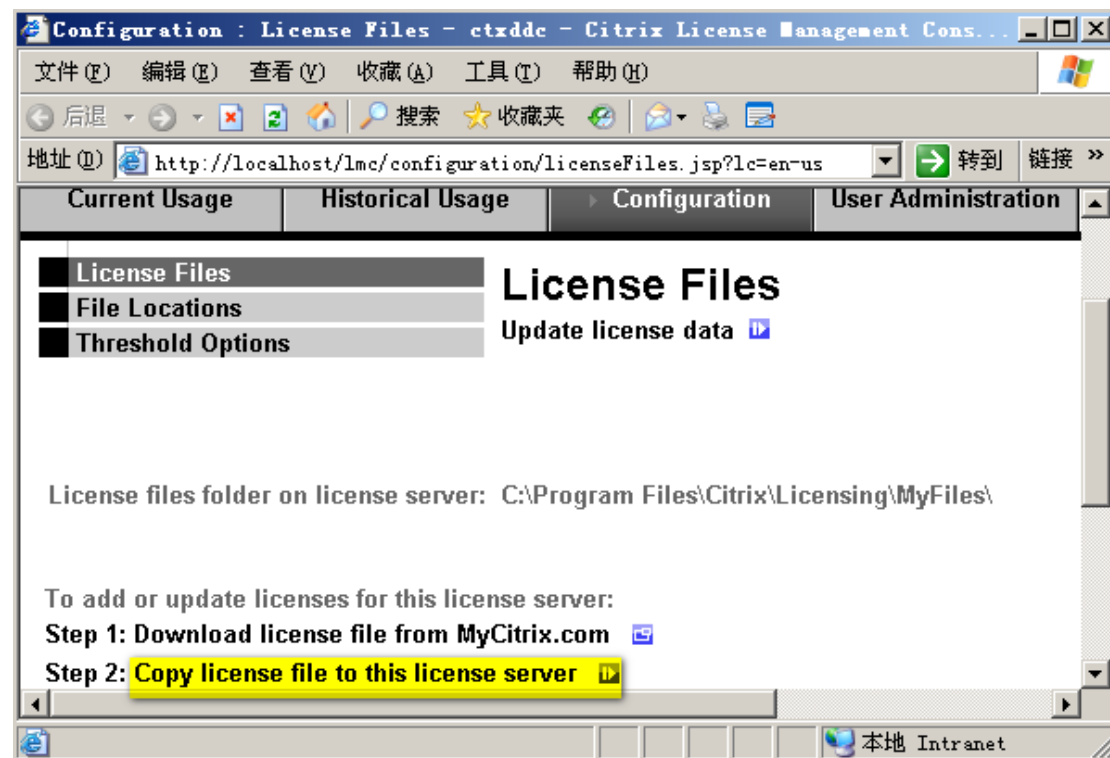 Configuration : License Files - ctxddc - Citrix License Management Cons...
文件(F) 编辑(E) 查看(V) 收藏(A) 工具(T) 帮助(H)
后退 搜索 收藏夹
地址(D) http://localhost/lmc/configuration/licenseFiles.jsp?lc=en-us 转到 链接 »
Current Usage Historical Usage Configuration User Administration
License Files
File Locations
Threshold Options
License Files
Update license data
License files folder on license server: C:\Program Files\Citrix\Licensing\MyFiles\
To add or update licenses for this license server:
Step 1: Download license file from MyCitrix.com
Step 2: Copy license file to this license server
本地 Intranet